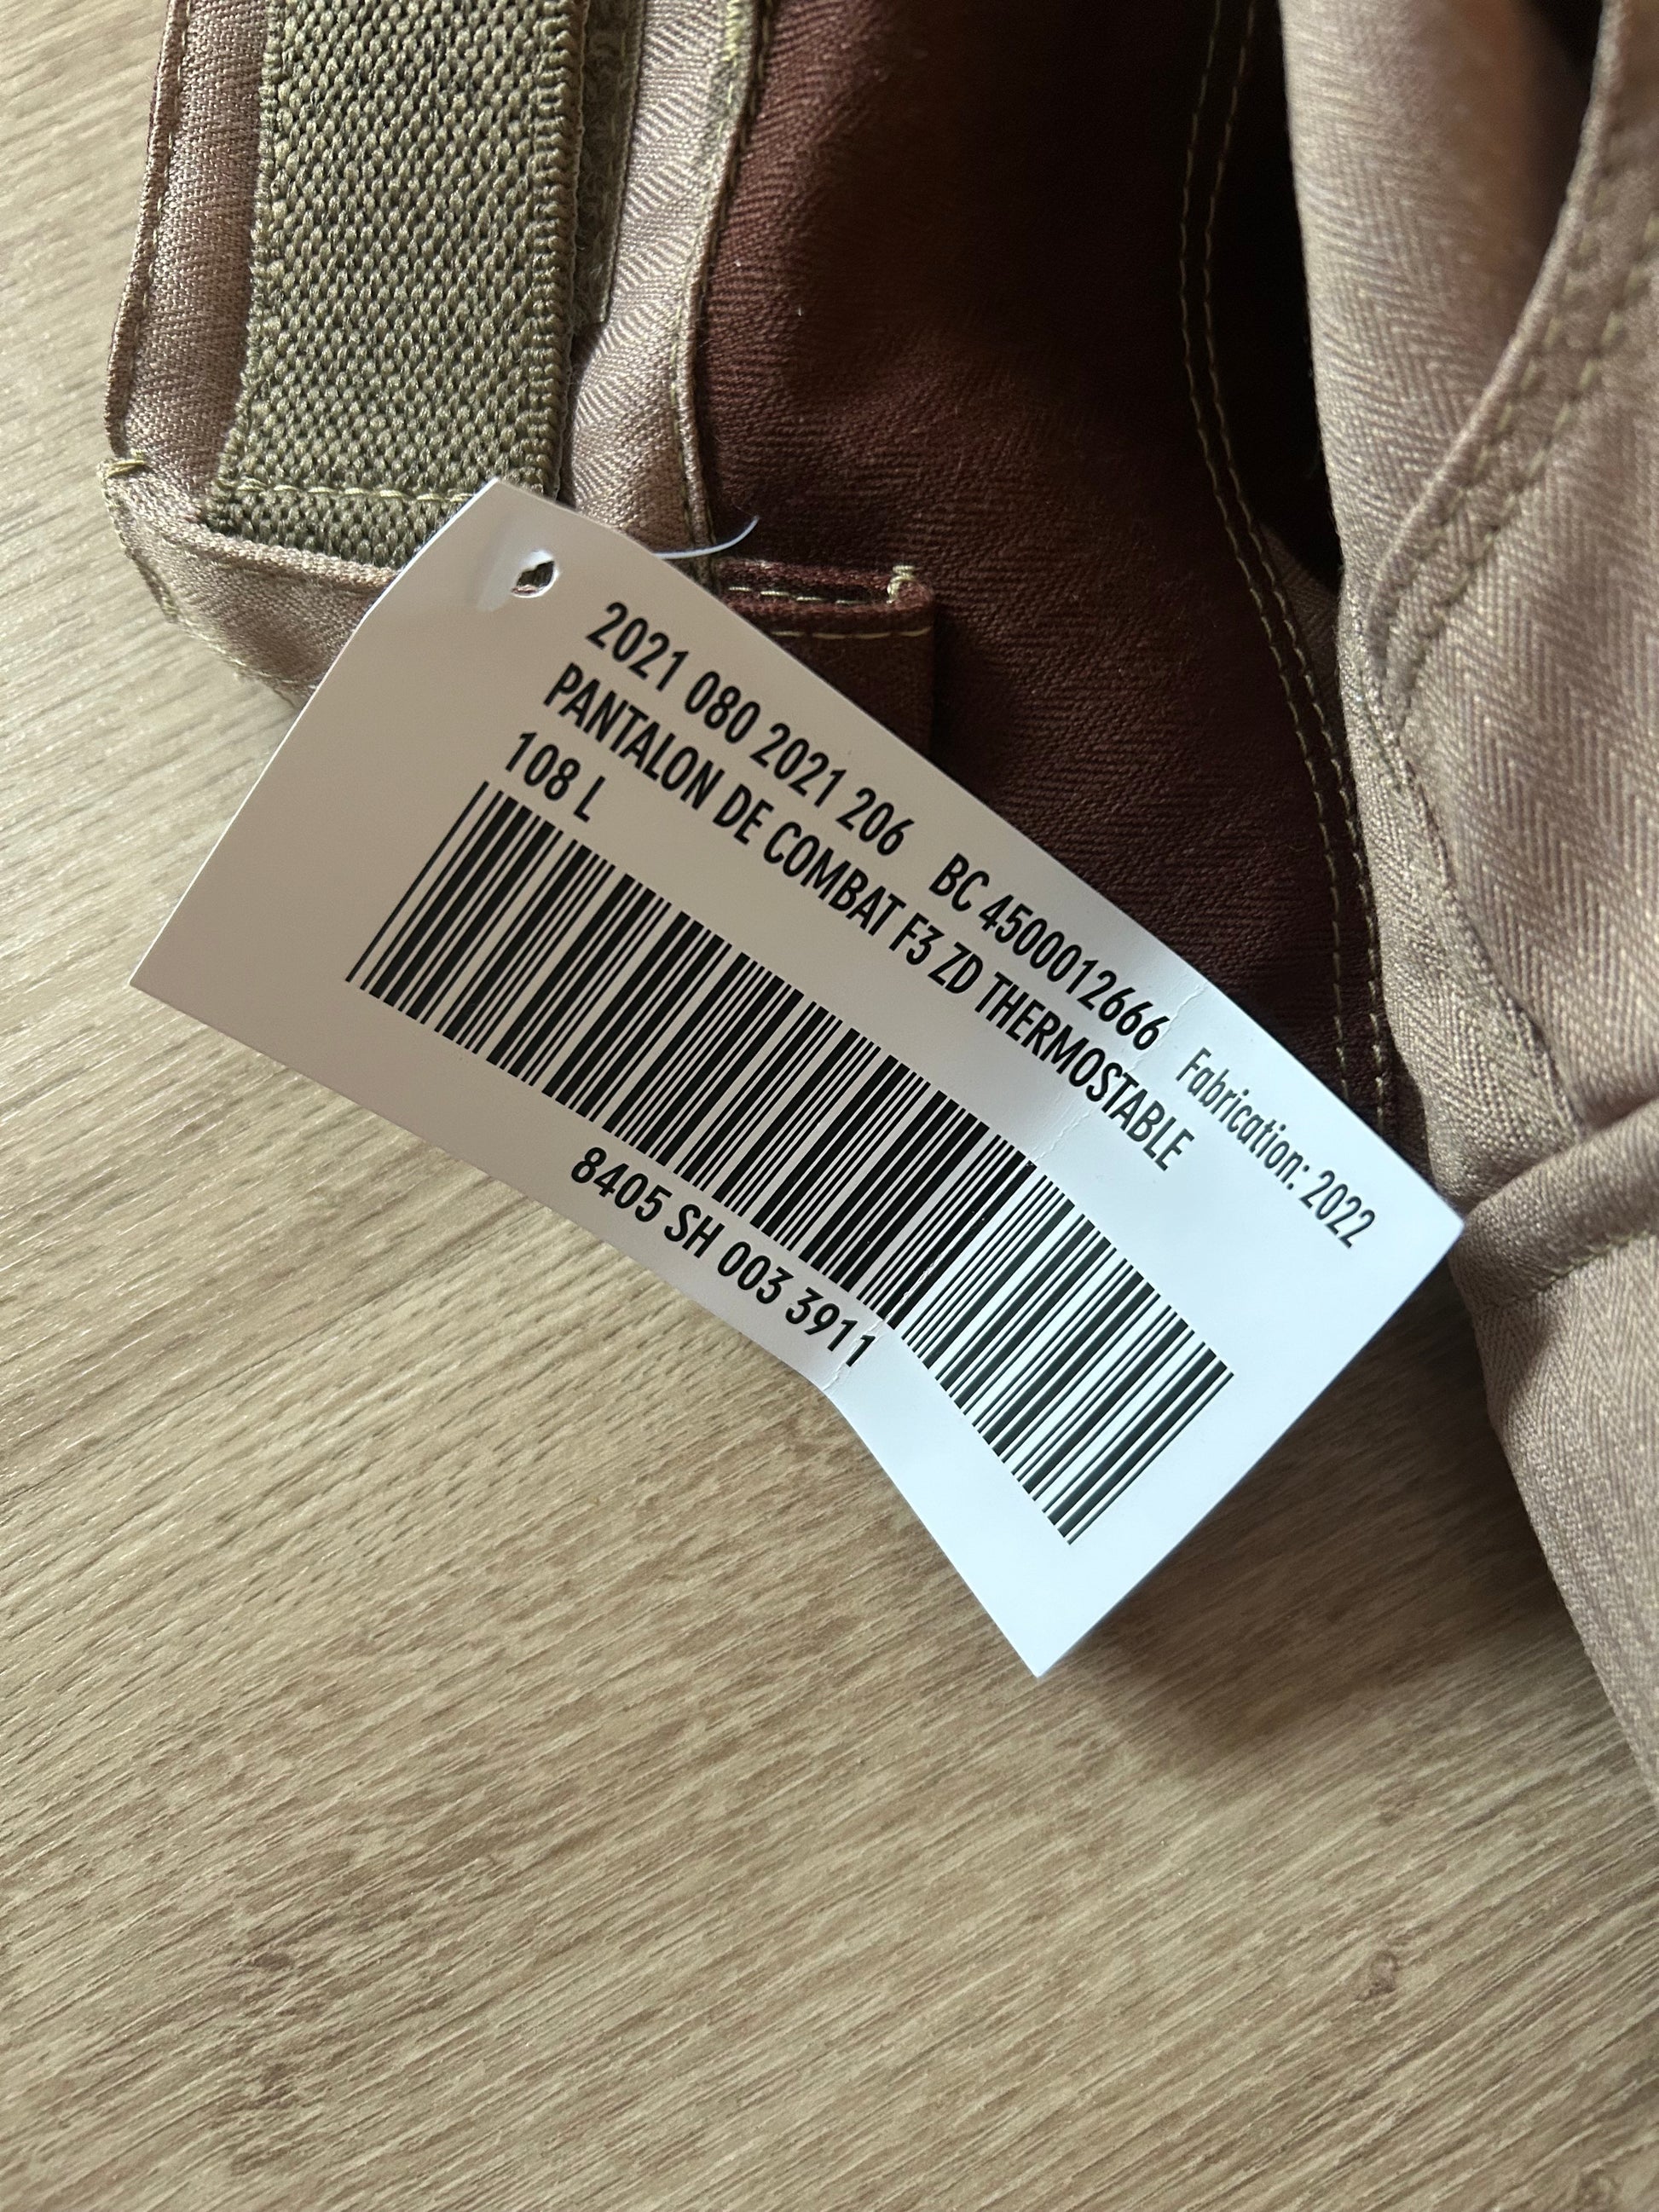 2021 080 2021 206 BC 4500012666 Fabrication: 2022
PANTALON DE COMBAT F3 ZD THERMOSTABLE
108 L
8405 SH 003 3911